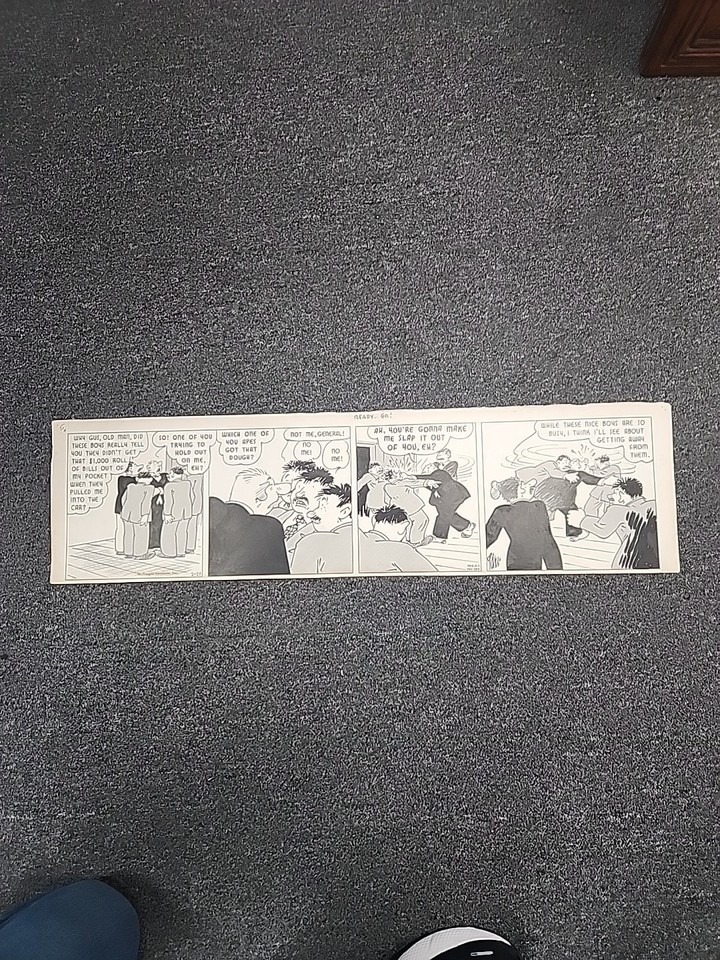 READY- GO!
WHY GUS, OLD MAN, DID
THESE BOYS REALLY TELL
YOU THEY DIDN'T GET
THAT $1,000 ROLL
OF BILLS OUT OF
MY POCKET
WHEN THEY
PULLED ME
INTO THE
CAR?
SO! ONE OF YOU
TRYING TO
HOLD OUT
ON ME,
EH?
WHICH ONE OF
YOU APES
GOT THAT
DOUGH?
NOT ME, GENERAL!
NO
ME!
NO
ME!
AH, YOU'RE GONNA MAKE
ME SLAP IT OUT
OF YOU, EH?
WHILE THESE NICE BOYS ARE SO
BUSY, I THINK I'LL SEE ABOUT
GETTING AWAY
FROM
THEM.